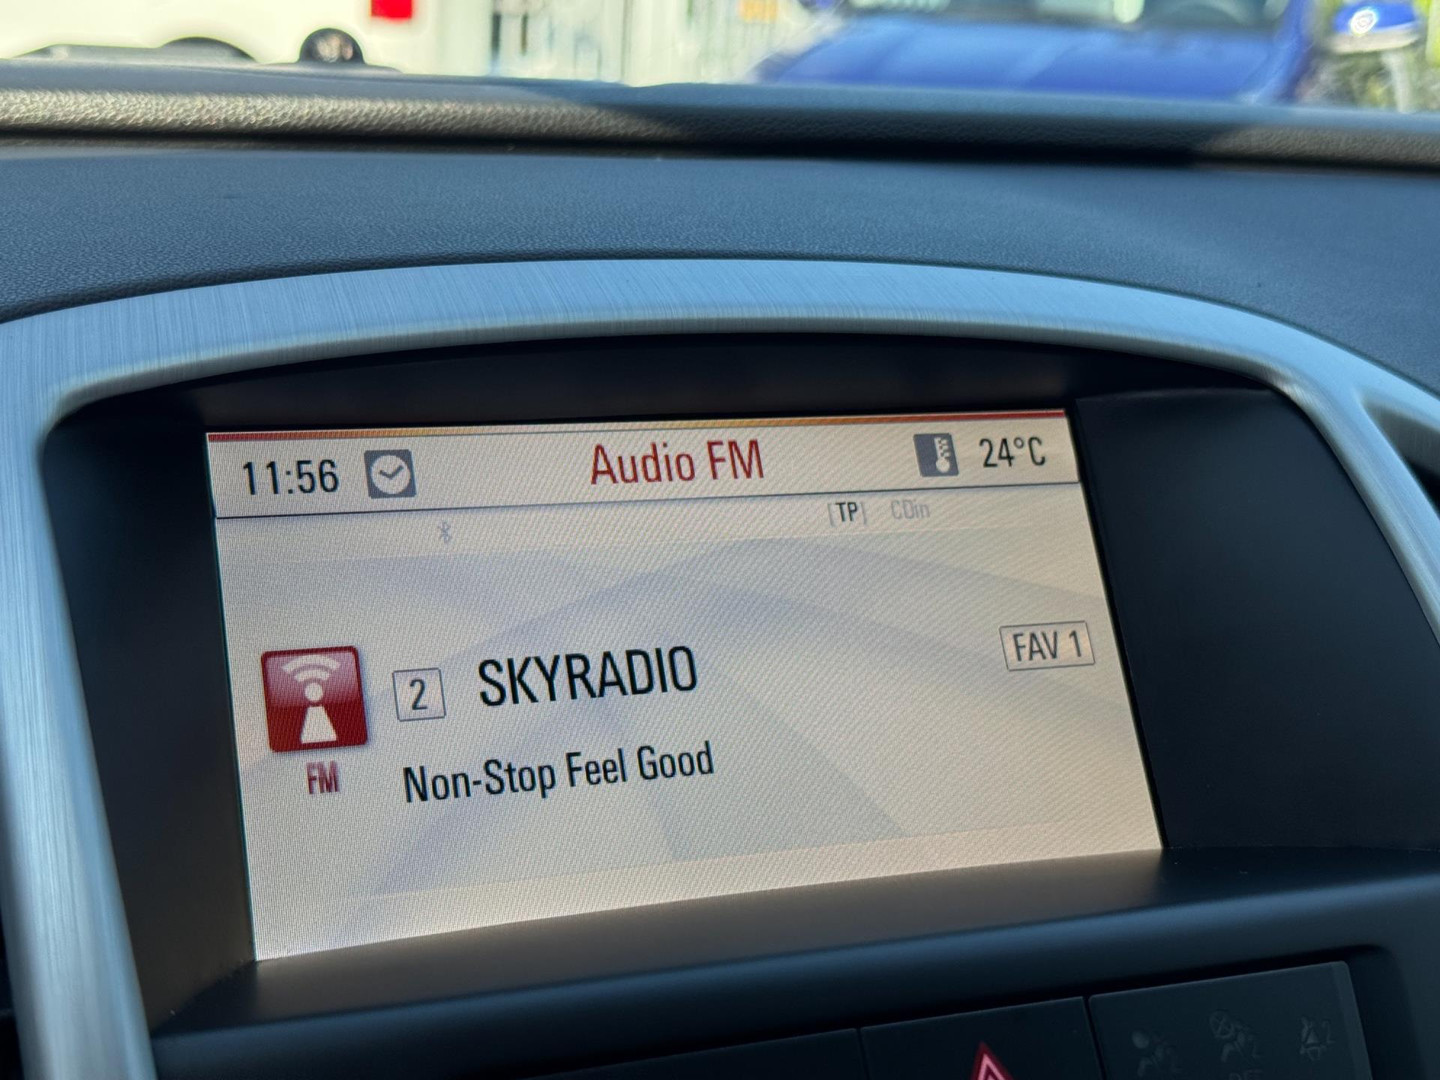 11:56 Audio FM 24°C
[TP] CDin
2 SKYRADIO FAV 1
FM Non-Stop Feel Good